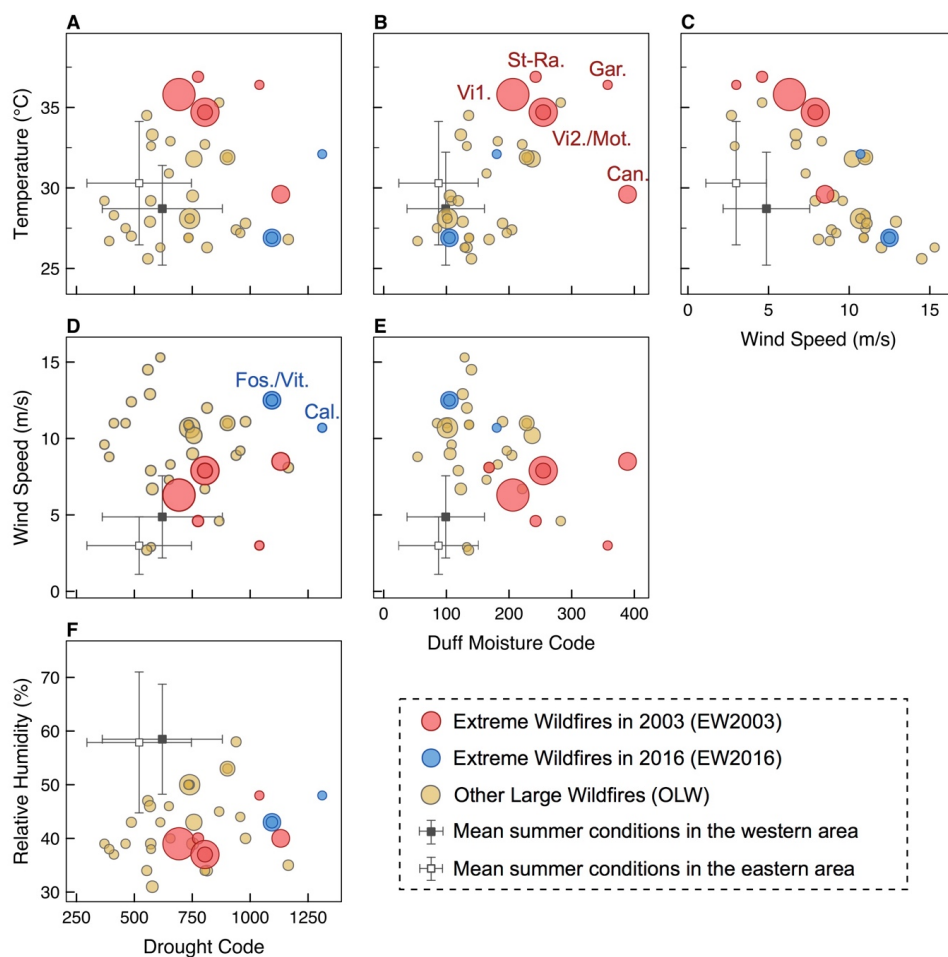 A
B
C
Temperature (°C)
35
30
25
Vi1.
St-Ra.
Gar.
Vi2./Mot.
Can.
0
5
10
15
Wind Speed (m/s)
D
E
Wind Speed (m/s)
15
10
5
0
Fos./Vit.
Cal.
0
100
200
300
400
Duff Moisture Code
F
Relative Humidity (%)
70
60
50
40
30
250
500
750
1000
1250
Drought Code
Extreme Wildfires in 2003 (EW2003)
Extreme Wildfires in 2016 (EW2016)
Other Large Wildfires (OLW)
Mean summer conditions in the western area
Mean summer conditions in the eastern area